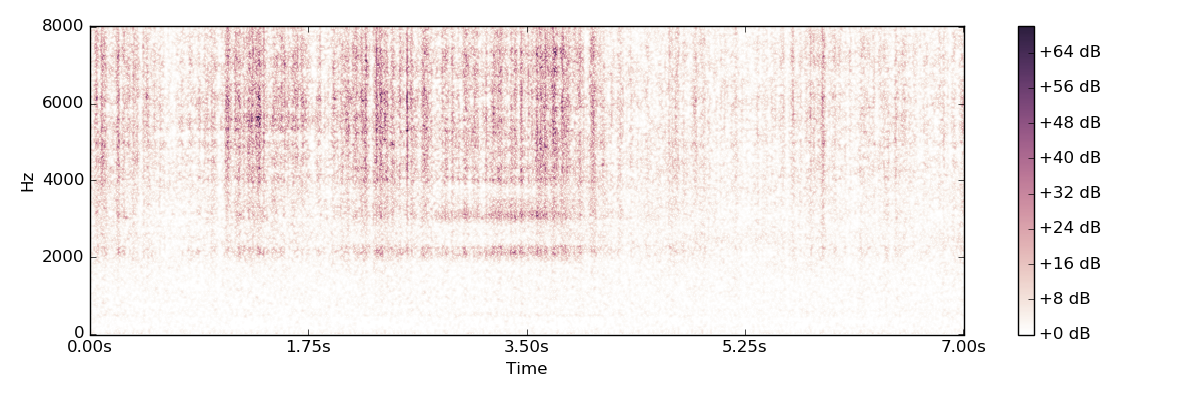 8000
6000
4000
2000
0
Hz
0.00s 1.75s 3.50s 5.25s 7.00s
Time
+64 dB
+56 dB
+48 dB
+40 dB
+32 dB
+24 dB
+16 dB
+8 dB
+0 dB